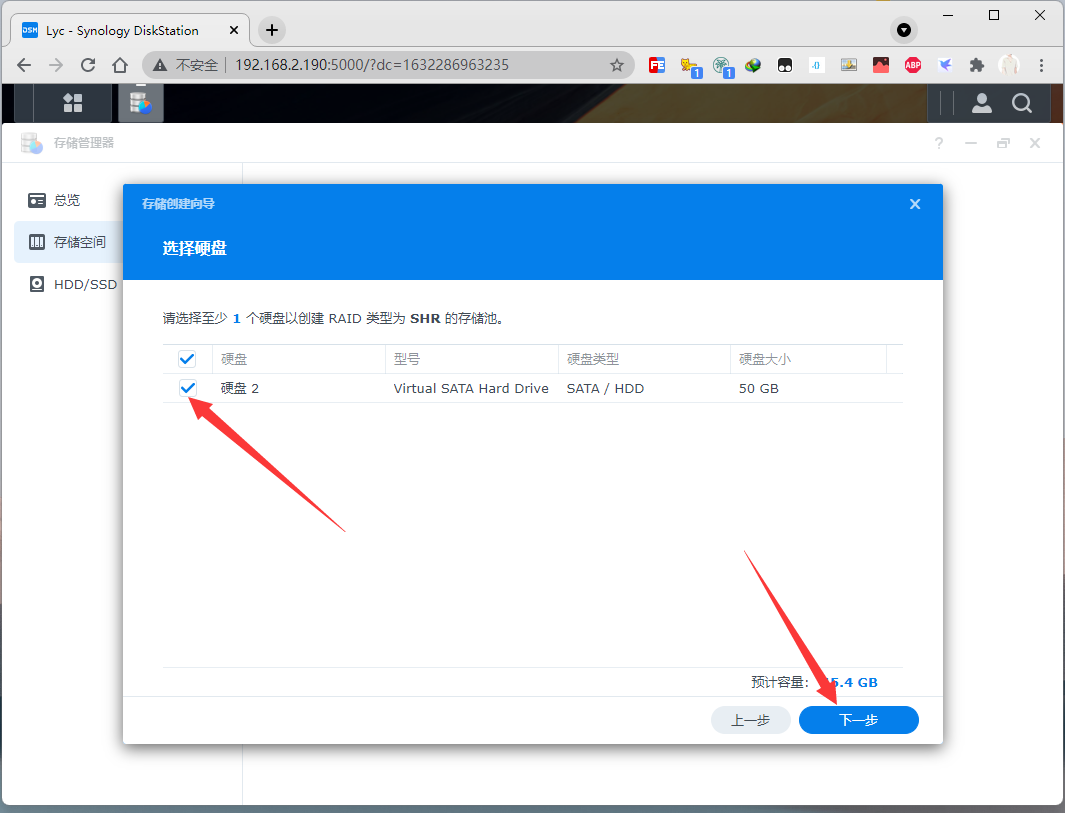 Lyc - Synology DiskStation
不安全 192.168.2.190:5000/?dc=1632286963235
存储管理器
总览
存储空间
HDD/SSD
存储创建向导
选择硬盘
请选择至少 1 个硬盘以创建 RAID 类型为 SHR 的存储池。
硬盘 型号 硬盘类型 硬盘大小
硬盘 2 Virtual SATA Hard Drive SATA / HDD 50 GB
预计容量: 5.4 GB
上一步 下一步